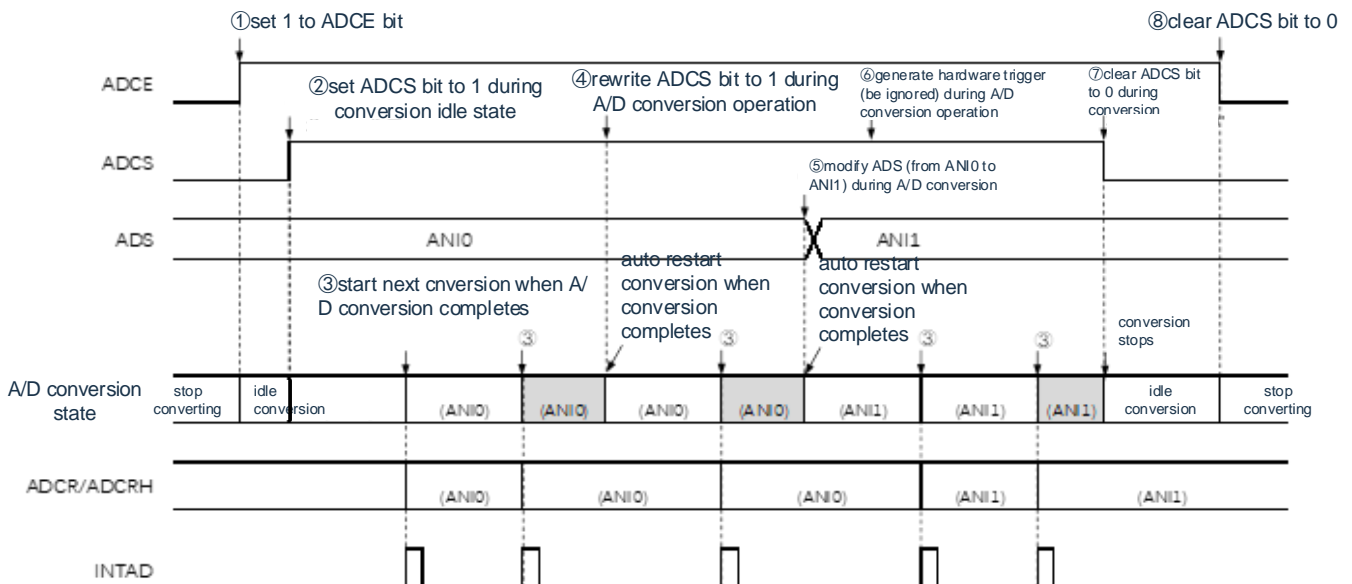 ①set 1 to ADCE bit
⑧clear ADCS bit to 0
ADCE
②set ADCS bit to 1 during
conversion idle state
④rewrite ADCS bit to 1 during
A/D conversion operation
⑥generate hardware trigger
(be ignored) during A/D
conversion operation
⑦clear ADCS bit
to 0 during
conversion
ADCS
⑤modify ADS (from ANI0 to
ANI1) during A/D conversion
ADS
ANI0
ANI1
③start next cnversion when A/
D conversion completes
auto restart
conversion when
conversion
completes
auto restart
conversion when
conversion
completes
③
③
③
③
conversion
stops
A/D conversion
state
stop
converting
idle
conversion
(ANI0)
(ANI0)
(ANI0)
(ANI0)
(ANI1)
(ANI1)
(ANI1)
idle
conversion
stop
converting
ADCR/ADCRH
(ANI0)
(ANI0)
(ANI0)
(ANI1)
(ANI1)
INTAD